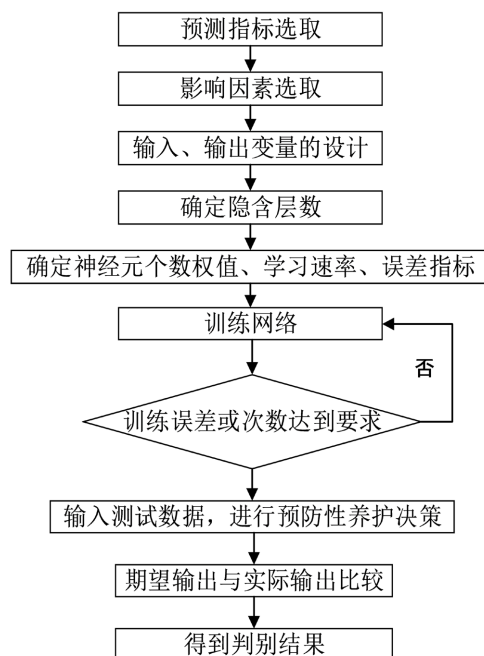 预测指标选取
影响因素选取
输入、输出变量的设计
确定隐含层数
确定神经元个数权值、学习速率、误差指标
训练网络
否
训练误差或次数达到要求
输入测试数据，进行预防性养护决策
期望输出与实际输出比较
得到判别结果